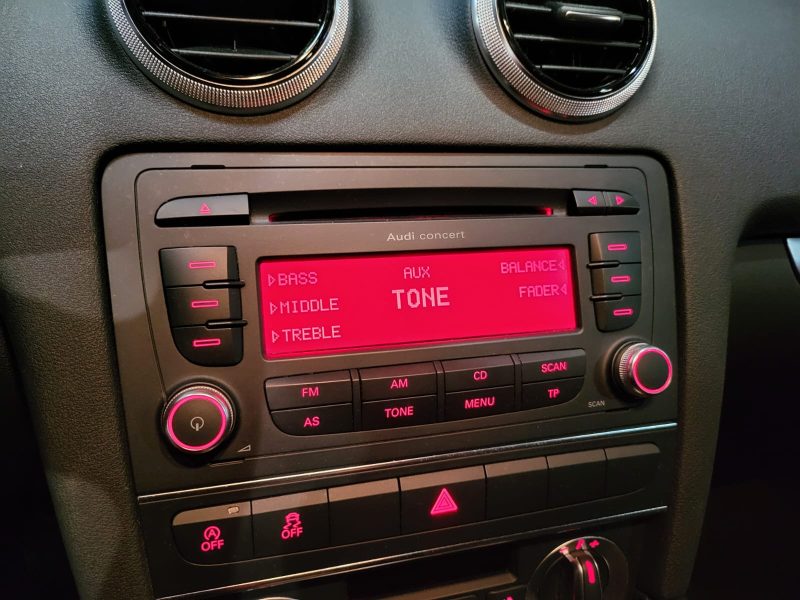 Audi concert
BASS AUX BALANCE
MIDDLE TONE FADER
TREBLE
FM AM CD SCAN
AS TONE MENU TP
SCAN
A
OFF OFF
A